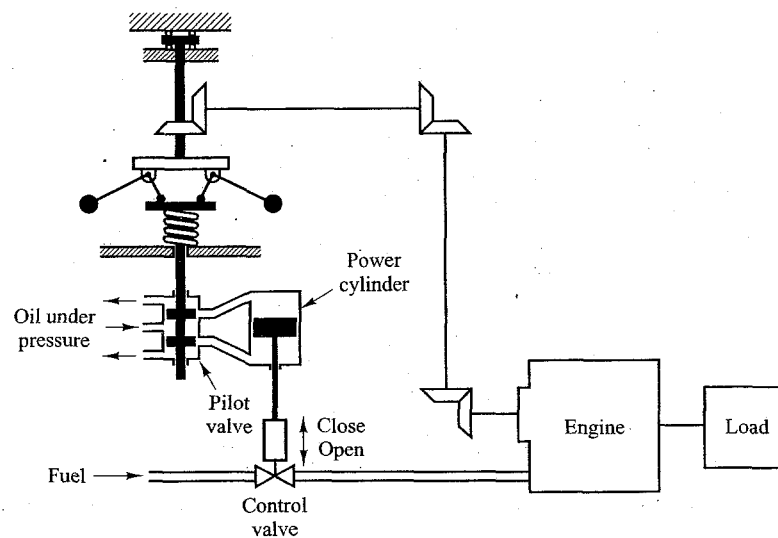 Power
cylinder
Oil under
pressure
Pilot
valve
Close
Open
Engine
Load
Fuel
Control
valve